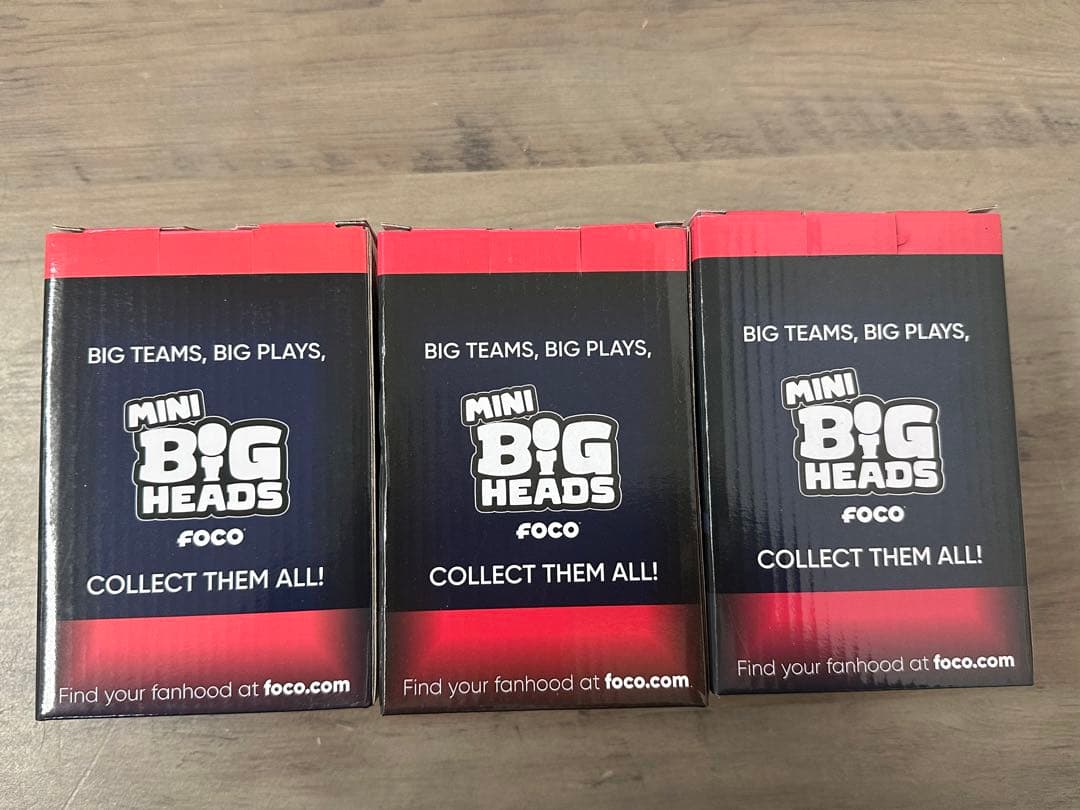 BIG TEAMS, BIG PLAYS,
MINI
BIG
HEADS
FOCO
COLLECT THEM ALL!
Find your fanhood at foco.com
BIG TEAMS, BIG PLAYS,
MINI
BIG
HEADS
FOCO
COLLECT THEM ALL!
Find your fanhood at foco.com
BIG TEAMS, BIG PLAYS,
MINI
BIG
HEADS
FOCO
COLLECT THEM ALL!
Find your fanhood at foco.com